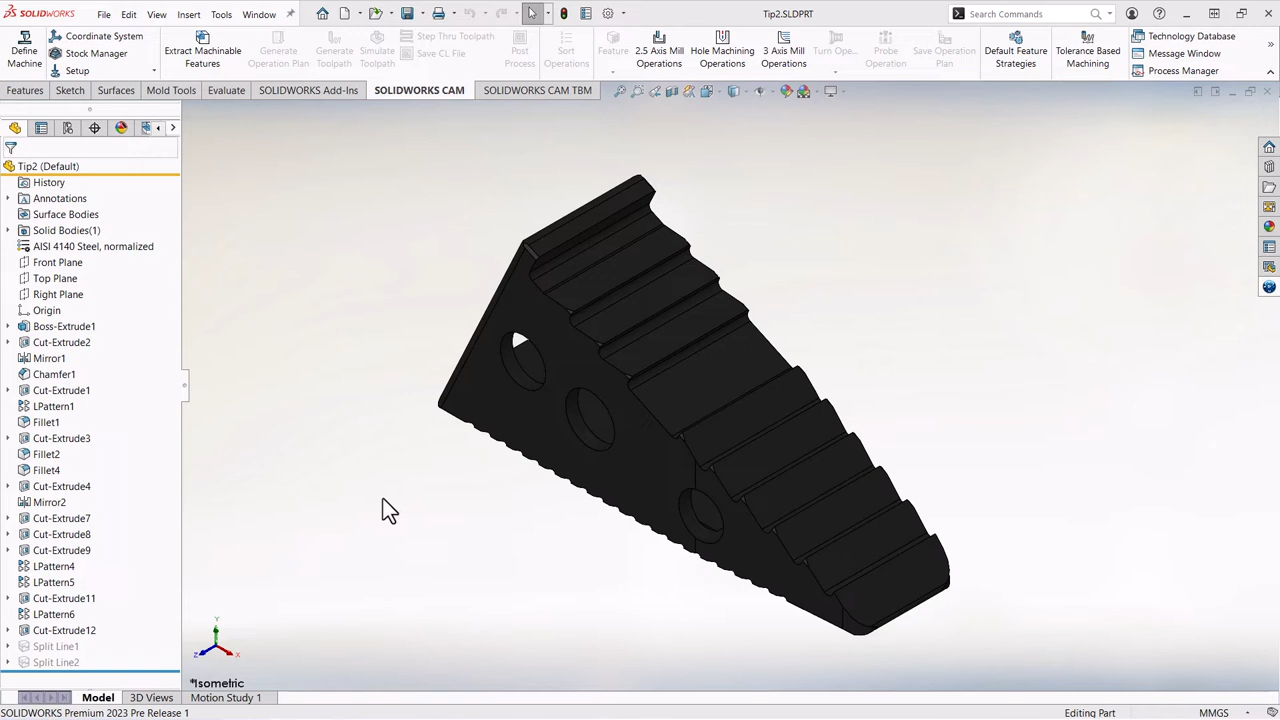 SOLIDWORKS File Edit View Insert Tools Window Tip2.SLDPRT Search Commands
Define Machine
Coordinate System
Stock Manager
Setup
Extract Machinable Features
Generate Operation Plan
Generate Toolpath
Simulate Toolpath
Step Thru Toolpath
Save CL File
Post Process
Sort Operations
Feature
2.5 Axis Mill Operations
Hole Machining Operations
3 Axis Mill Operations
Turn Ope...
Probe Operation
Save Operation Plan
Default Feature Strategies
Tolerance Based Machining
Technology Database
Message Window
Process Manager
Features Sketch Surfaces Mold Tools Evaluate SOLIDWORKS Add-Ins SOLIDWORKS CAM SOLIDWORKS CAM TBM
Tip2 (Default)
History
Annotations
Surface Bodies
Solid Bodies(1)
AISI 4140 Steel, normalized
Front Plane
Top Plane
Right Plane
Origin
Boss-Extrude1
Cut-Extrude2
Mirror1
Chamfer1
Cut-Extrude1
LPattern1
Fillet1
Cut-Extrude3
Fillet2
Fillet4
Cut-Extrude4
Mirror2
Cut-Extrude7
Cut-Extrude8
Cut-Extrude9
LPattern4
LPattern5
Cut-Extrude11
LPattern6
Cut-Extrude12
Split Line1
Split Line2
Y
Z
X
*Isometric
Model 3D Views Motion Study 1
SOLIDWORKS Premium 2023 Pre Release 1 Editing Part MMGS